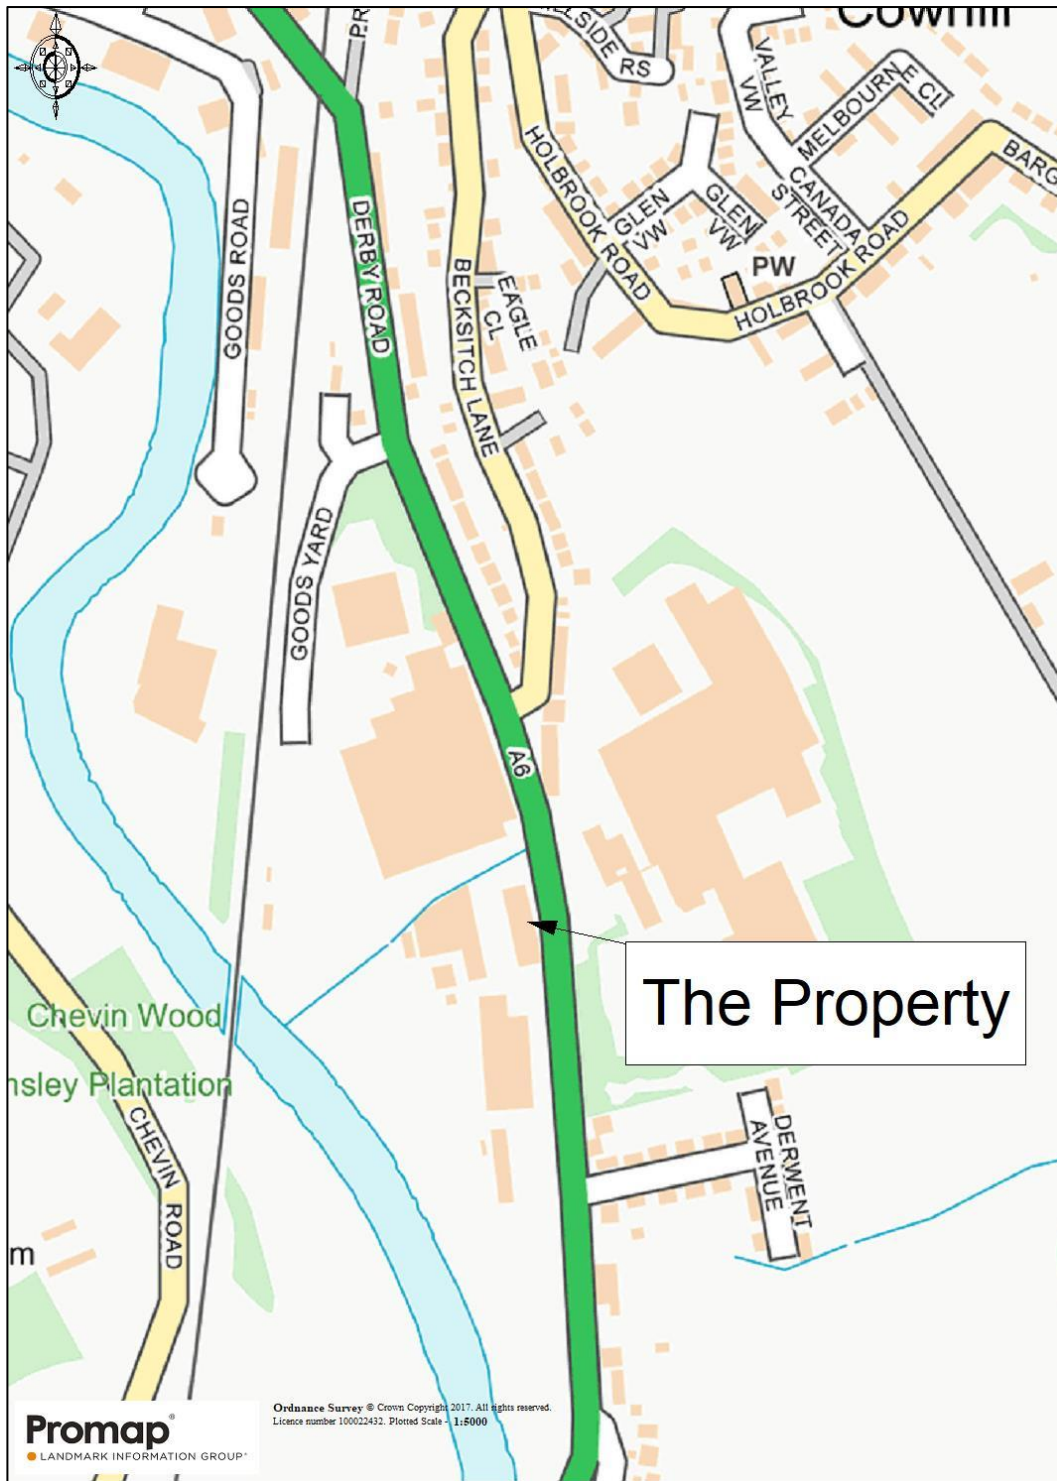 Cowhill
HILLSIDE RS
VALLEY
VW
MELBOURNE CL
BARG
CANADA
STREET
HOLBROOK ROAD
GLEN
VW
GLEN
VW
PW
HOLBROOK ROAD
PR
DERBY ROAD
GOODS ROAD
BECKSITCH LANE
EAGLE
CL
GOODS YARD
A6
The Property
Chevin Wood
nsley Plantation
CHEVIN ROAD
DERWENT
AVENUE
m
Promap®
LANDMARK INFORMATION GROUP®
Ordnance Survey © Crown Copyright 2017. All rights reserved.
Licence number 100022432. Plotted Scale - 1:5000